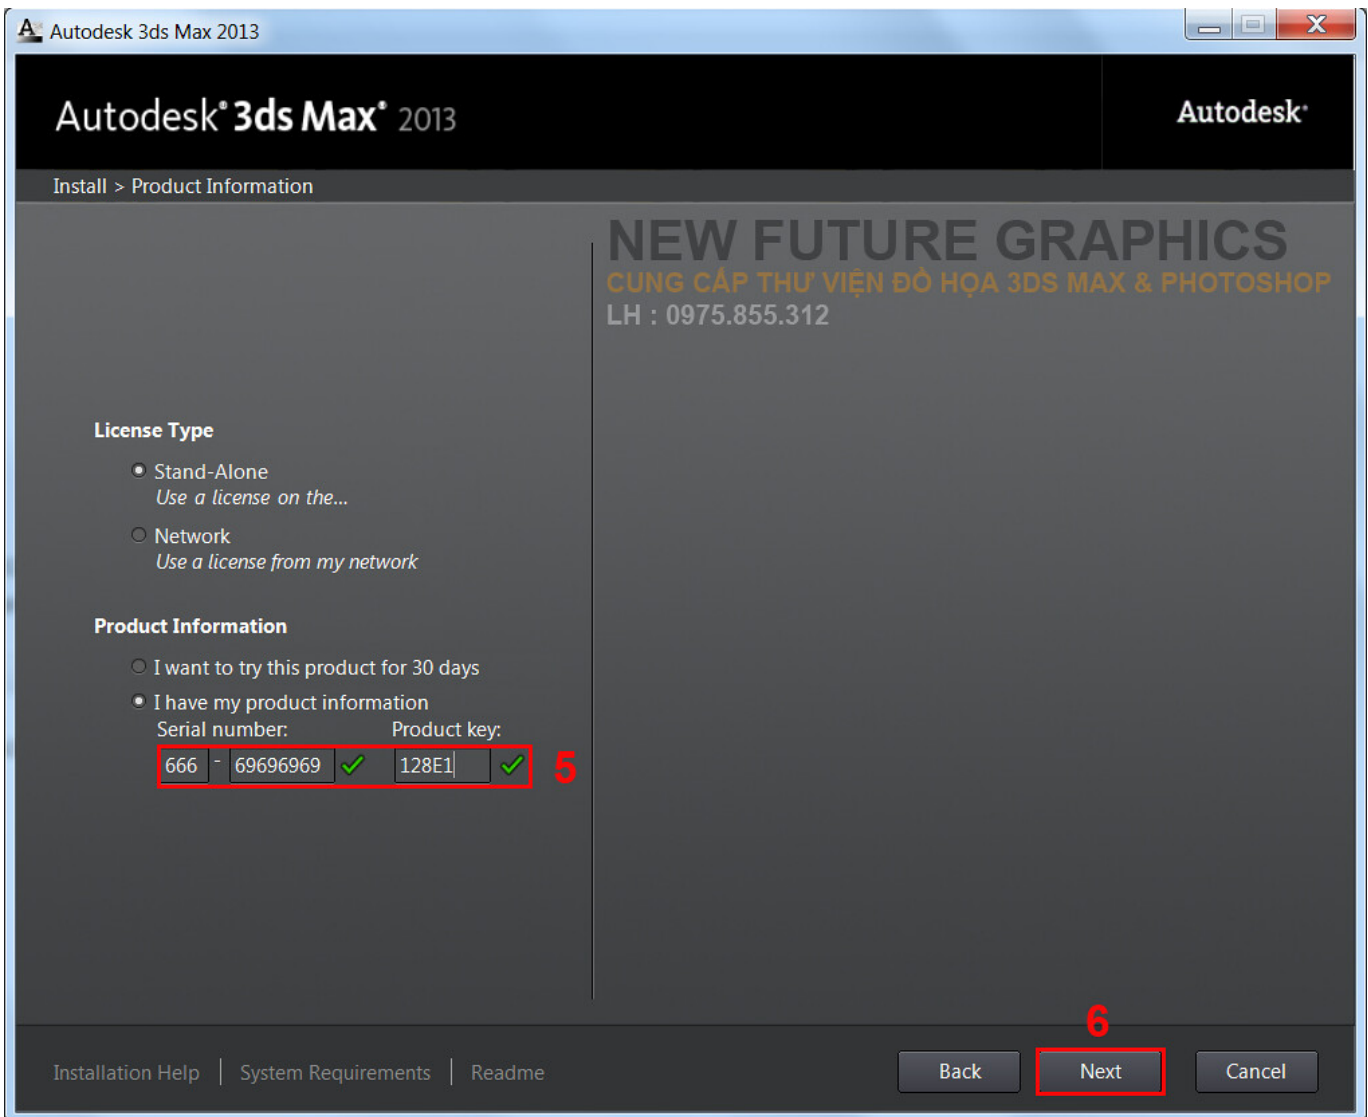 Autodesk 3ds Max 2013
Autodesk® 3ds Max® 2013
Autodesk®
Install > Product Information
NEW FUTURE GRAPHICS
CUNG CẤP THƯ VIỆN ĐỒ HỌA 3DS MAX & PHOTOSHOP
LH : 0975.855.312
License Type
Stand-Alone
Use a license on the...
Network
Use a license from my network
Product Information
I want to try this product for 30 days
I have my product information
Serial number: Product key:
666 - 69696969 128E1 5
6
Installation Help | System Requirements | Readme Back Next Cancel